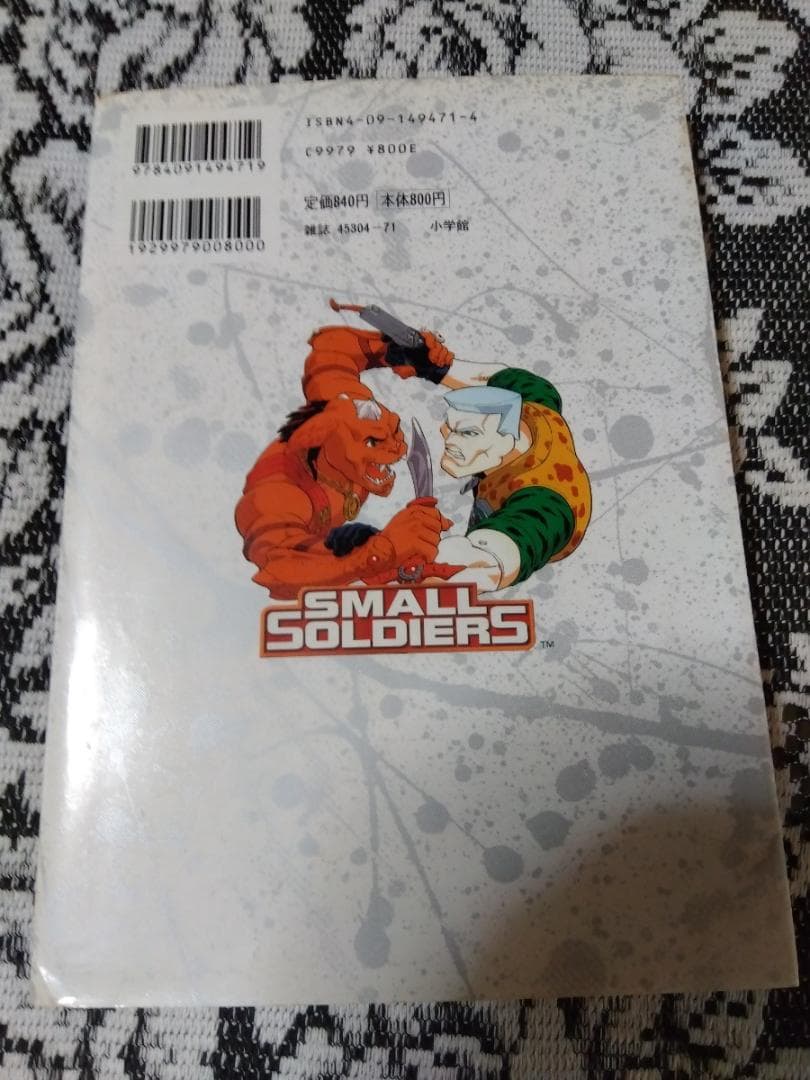 ISBN4-09-149471-4
C9979 ¥800E
9784091494719
定価840円 本体800円
1929979008000
雑誌 45304-71 小学館
SMALL
SOLDIERS
TM